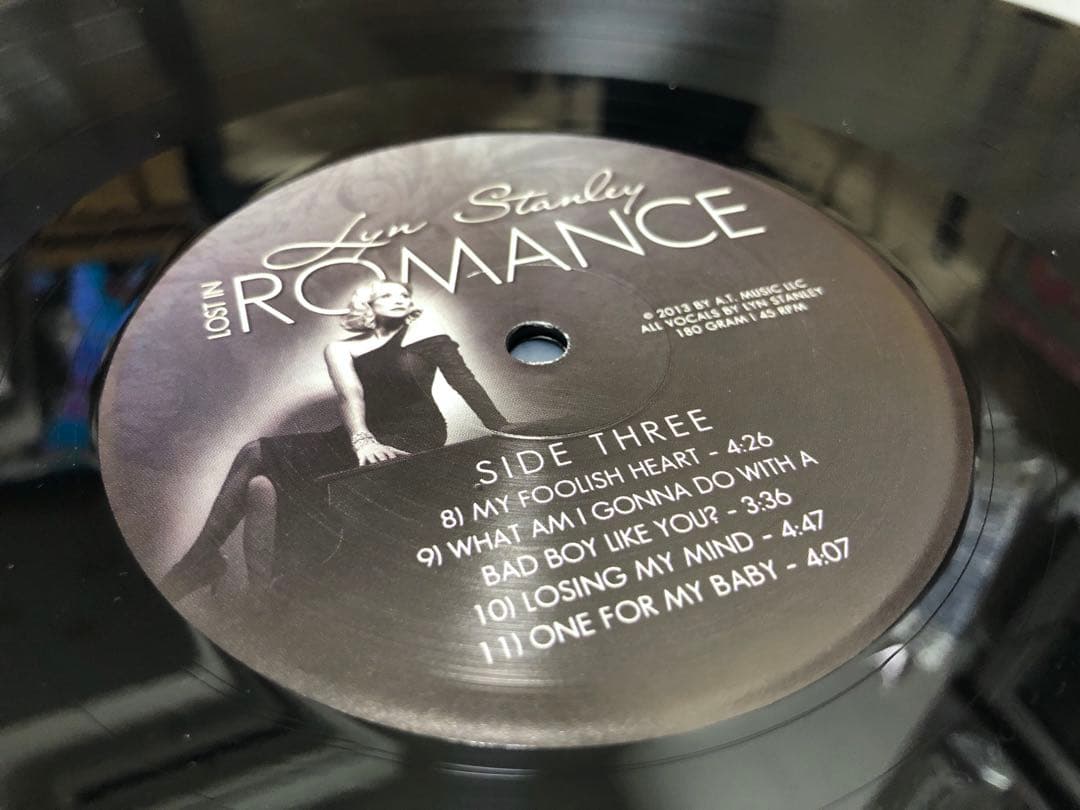 Lyn Stanley
LOST IN
ROMANCE
© 2013 BY A.T. MUSIC LLC
ALL VOCALS BY LYN STANLEY
180 GRAM | 45 RPM
SIDE THREE
8) MY FOOLISH HEART - 4:26
9) WHAT AM I GONNA DO WITH A
BAD BOY LIKE YOU? - 3:36
10) LOSING MY MIND - 4:47
11) ONE FOR MY BABY - 4:07